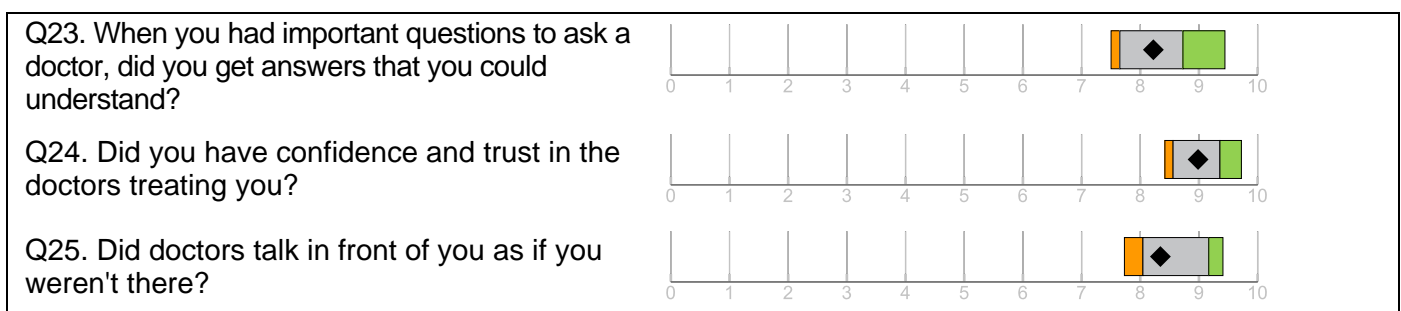 Q23. When you had important questions to ask a
doctor, did you get answers that you could
understand?
0 1 2 3 4 5 6 7 8 9 10
Q24. Did you have confidence and trust in the
doctors treating you?
0 1 2 3 4 5 6 7 8 9 10
Q25. Did doctors talk in front of you as if you
weren't there?
0 1 2 3 4 5 6 7 8 9 10